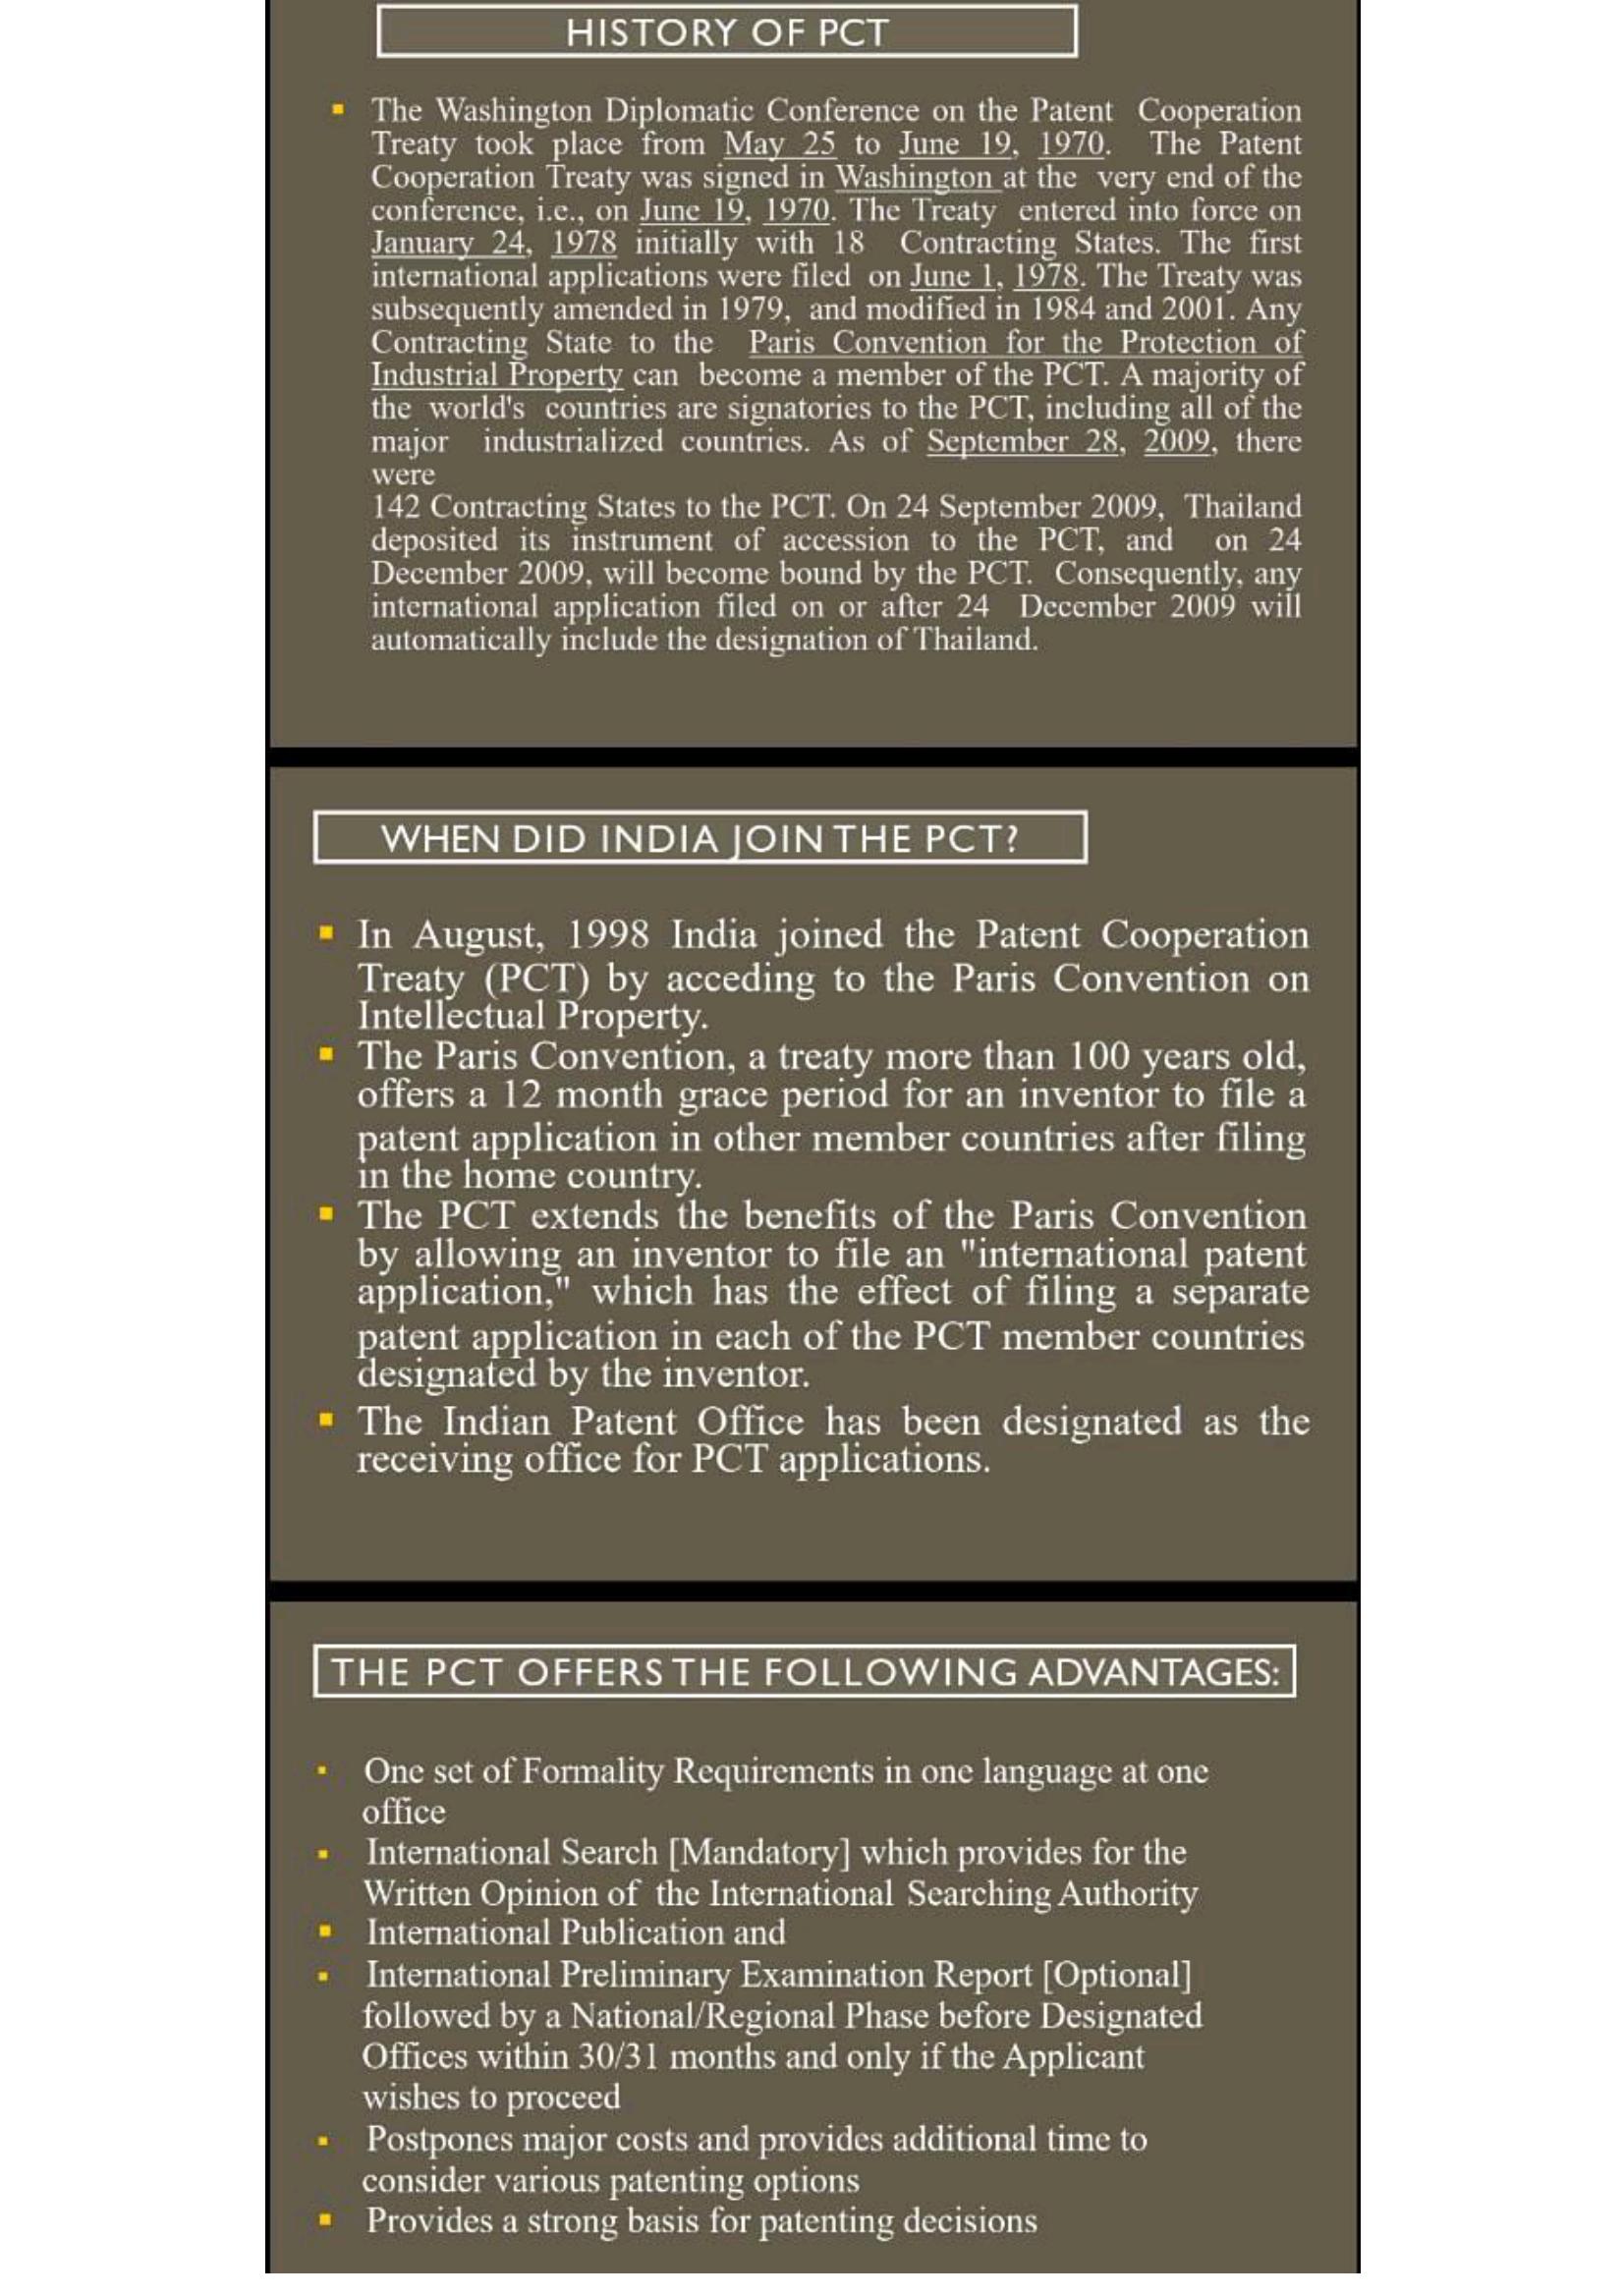 HISTORY OF PCT
The Washington Diplomatic Conference on the Patent Cooperation
Treaty took place from May 25 to June 19, 1970. The Patent
Cooperation Treaty was signed in Washington at the very end of the
conference, i.e., on June 19, 1970. The Treaty entered into force on
January 24, 1978 initially with 18 Contracting States. The first
international applications were filed on June 1, 1978. The Treaty was
subsequently amended in 1979, and modified in 1984 and 2001. Any
Contracting State to the Paris Convention for the Protection of
Industrial Property can become a member of the PCT. A majority of
the world's countries are signatories to the PCT, including all of the
major industrialized countries. As of September 28, 2009, there
were
142 Contracting States to the PCT. On 24 September 2009, Thailand
deposited its instrument of accession to the PCT, and on 24
December 2009, will become bound by the PCT. Consequently, any
international application filed on or after 24 December 2009 will
automatically include the designation of Thailand.
WHEN DID INDIA JOIN THE PCT?
In August, 1998 India joined the Patent Cooperation
Treaty (PCT) by acceding to the Paris Convention on
Intellectual Property.
The Paris Convention, a treaty more than 100 years old,
offers a 12 month grace period for an inventor to file a
patent application in other member countries after filing
in the home country.
The PCT extends the benefits of the Paris Convention
by allowing an inventor to file an "international patent
application," which has the effect of filing a separate
patent application in each of the PCT member countries
designated by the inventor.
The Indian Patent Office has been designated as the
receiving office for PCT applications.
THE PCT OFFERS THE FOLLOWING ADVANTAGES:
One set of Formality Requirements in one language at one
office
International Search [Mandatory] which provides for the
Written Opinion of the International Searching Authority
International Publication and
International Preliminary Examination Report [Optional]
followed by a National/Regional Phase before Designated
Offices within 30/31 months and only if the Applicant
wishes to proceed
Postpones major costs and provides additional time to
consider various patenting options
Provides a strong basis for patenting decisions